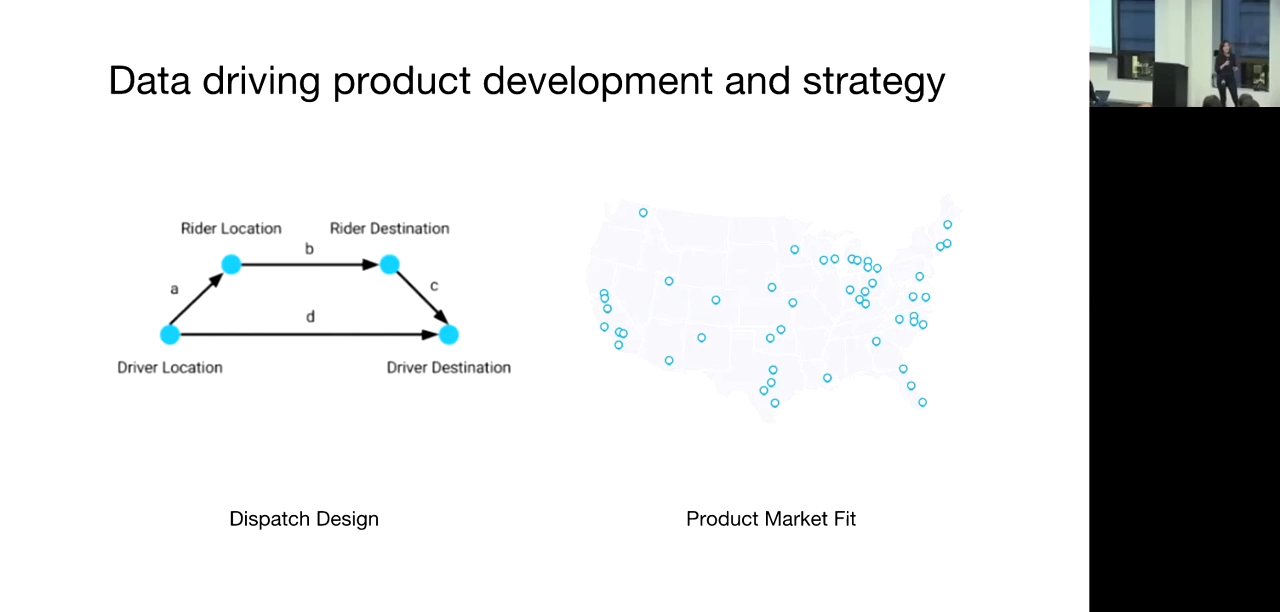 Data driving product development and strategy
Rider Location
Rider Destination
b
a
c
d
Driver Location
Driver Destination
Dispatch Design
Product Market Fit